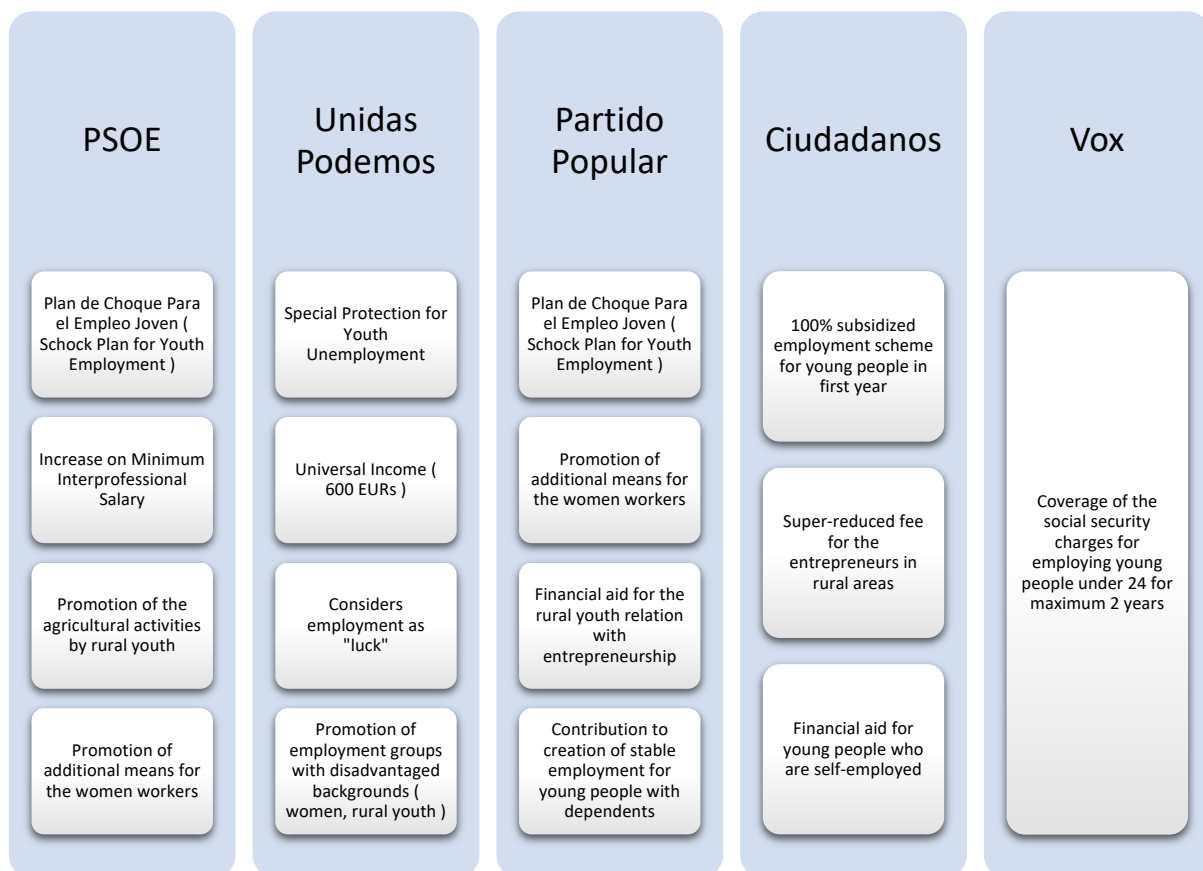 PSOE
Plan de Choque Para
el Empleo Joven (
Schock Plan for Youth
Employment )
Increase on Minimum
Interprofessional
Salary
Promotion of the
agricultural activities
by rural youth
Promotion of
additional means for
the women workers
Unidas
Podemos
Special Protection for
Youth
Unemployment
Universal Income (
600 EURs )
Considers
employment as
"luck"
Promotion of
employment groups
with disadvantaged
backgrounds (
women, rural youth )
Partido
Popular
Plan de Choque Para
el Empleo Joven (
Schock Plan for Youth
Employment )
Promotion of
additional means for
the women workers
Financial aid for the
rural youth relation
with
entrepreneurship
Contribution to
creation of stable
employment for
young people with
dependents
Ciudadanos
100% subsidized
employment scheme
for young people in
first year
Super-reduced fee
for the
entrepreneurs in
rural areas
Financial aid for
young people who
are self-employed
Vox
Coverage of the
social security
charges for
employing young
people under 24 for
maximum 2 years